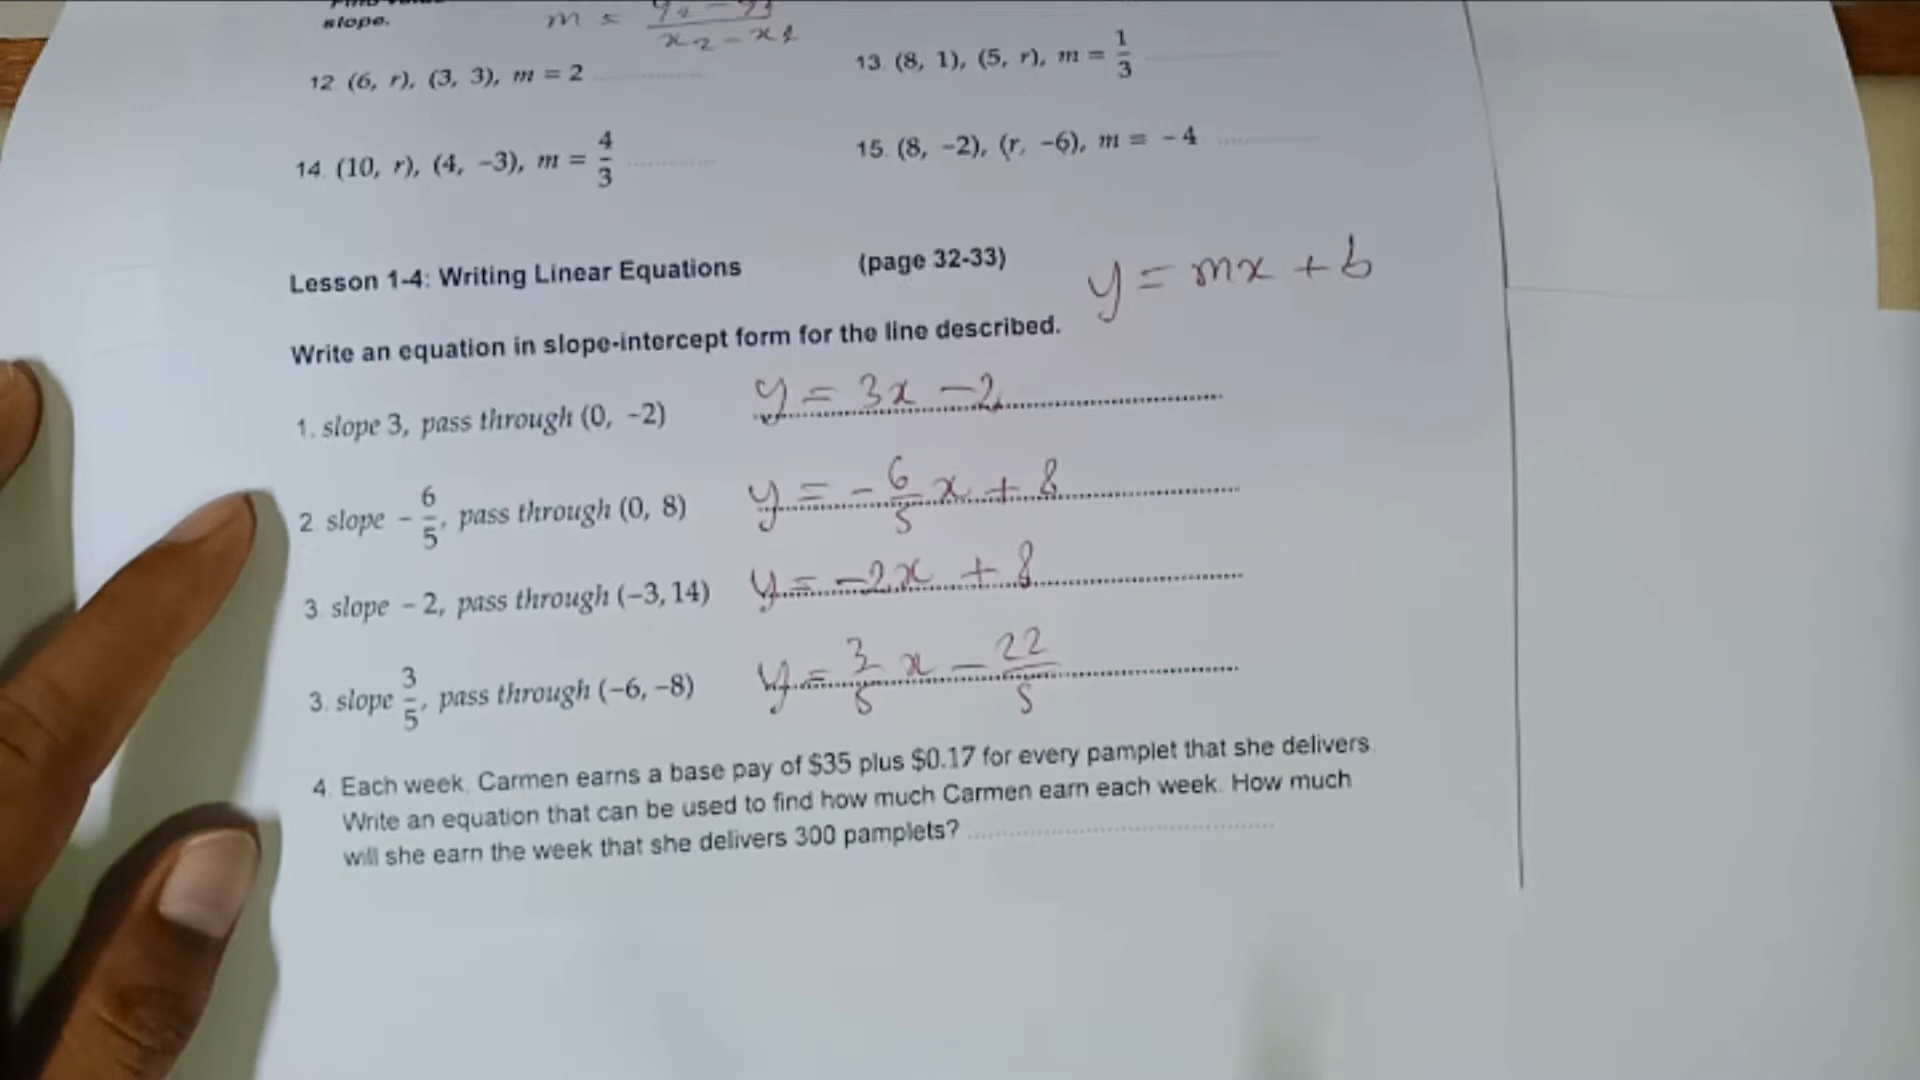 slope.
m = y₂ - y₁ / x₂ - x₁
12. (6, r), (3, 3), m = 2
13. (8, 1), (5, r), m = 1/3
14. (10, r), (4, -3), m = 4/3
15. (8, -2), (r, -6), m = -4
Lesson 1-4: Writing Linear Equations (page 32-33)
y = mx + b
Write an equation in slope-intercept form for the line described.
1. slope 3, pass through (0, -2) y = 3x - 2
2. slope - 6/5, pass through (0, 8) y = - 6/5 x + 8
3. slope - 2, pass through (-3, 14) y = -2x + 8
3. slope 3/5, pass through (-6, -8) y = 3/5 x - 22/5
4. Each week, Carmen earns a base pay of $35 plus $0.17 for every pamplet that she delivers.
Write an equation that can be used to find how much Carmen earn each week. How much
will she earn the week that she delivers 300 pamplets?